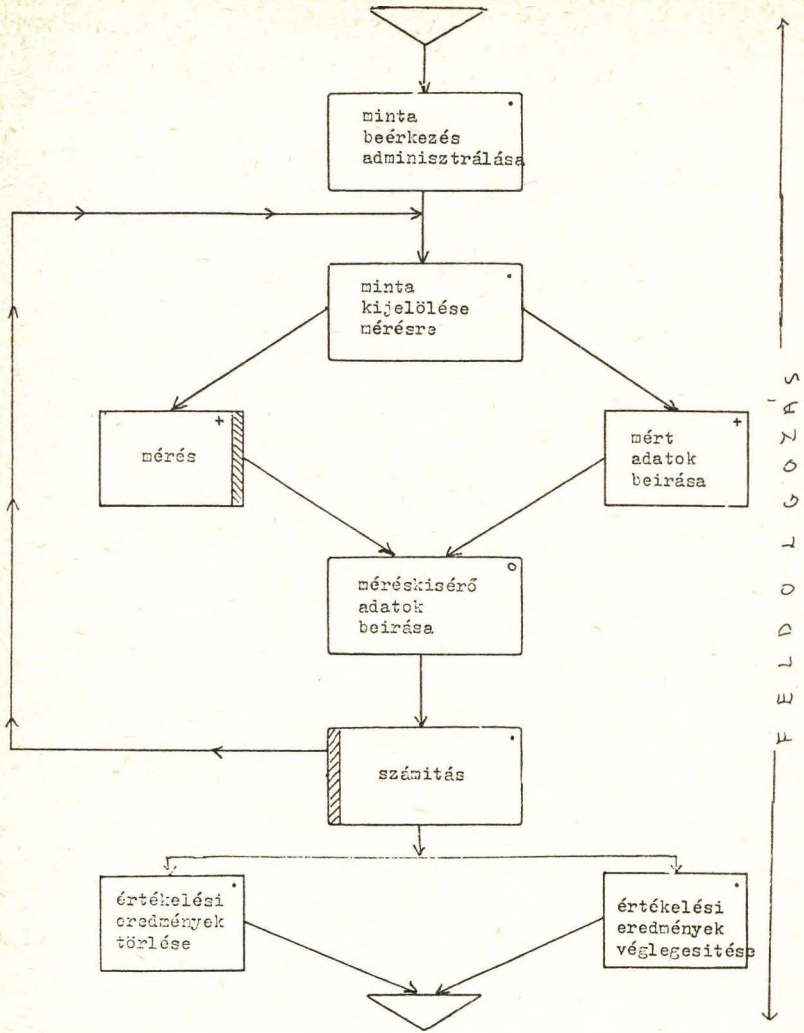 minta
beérkezés
adminisztrálása
minta
kijelölése
mérésre
mérés
mért
adatok
beirása
méréskisérő
adatok
beirása
számitás
értékelési
eredmények
törlése
értékelési
eredmények
véglegesitése
FELDOLGOZÁS